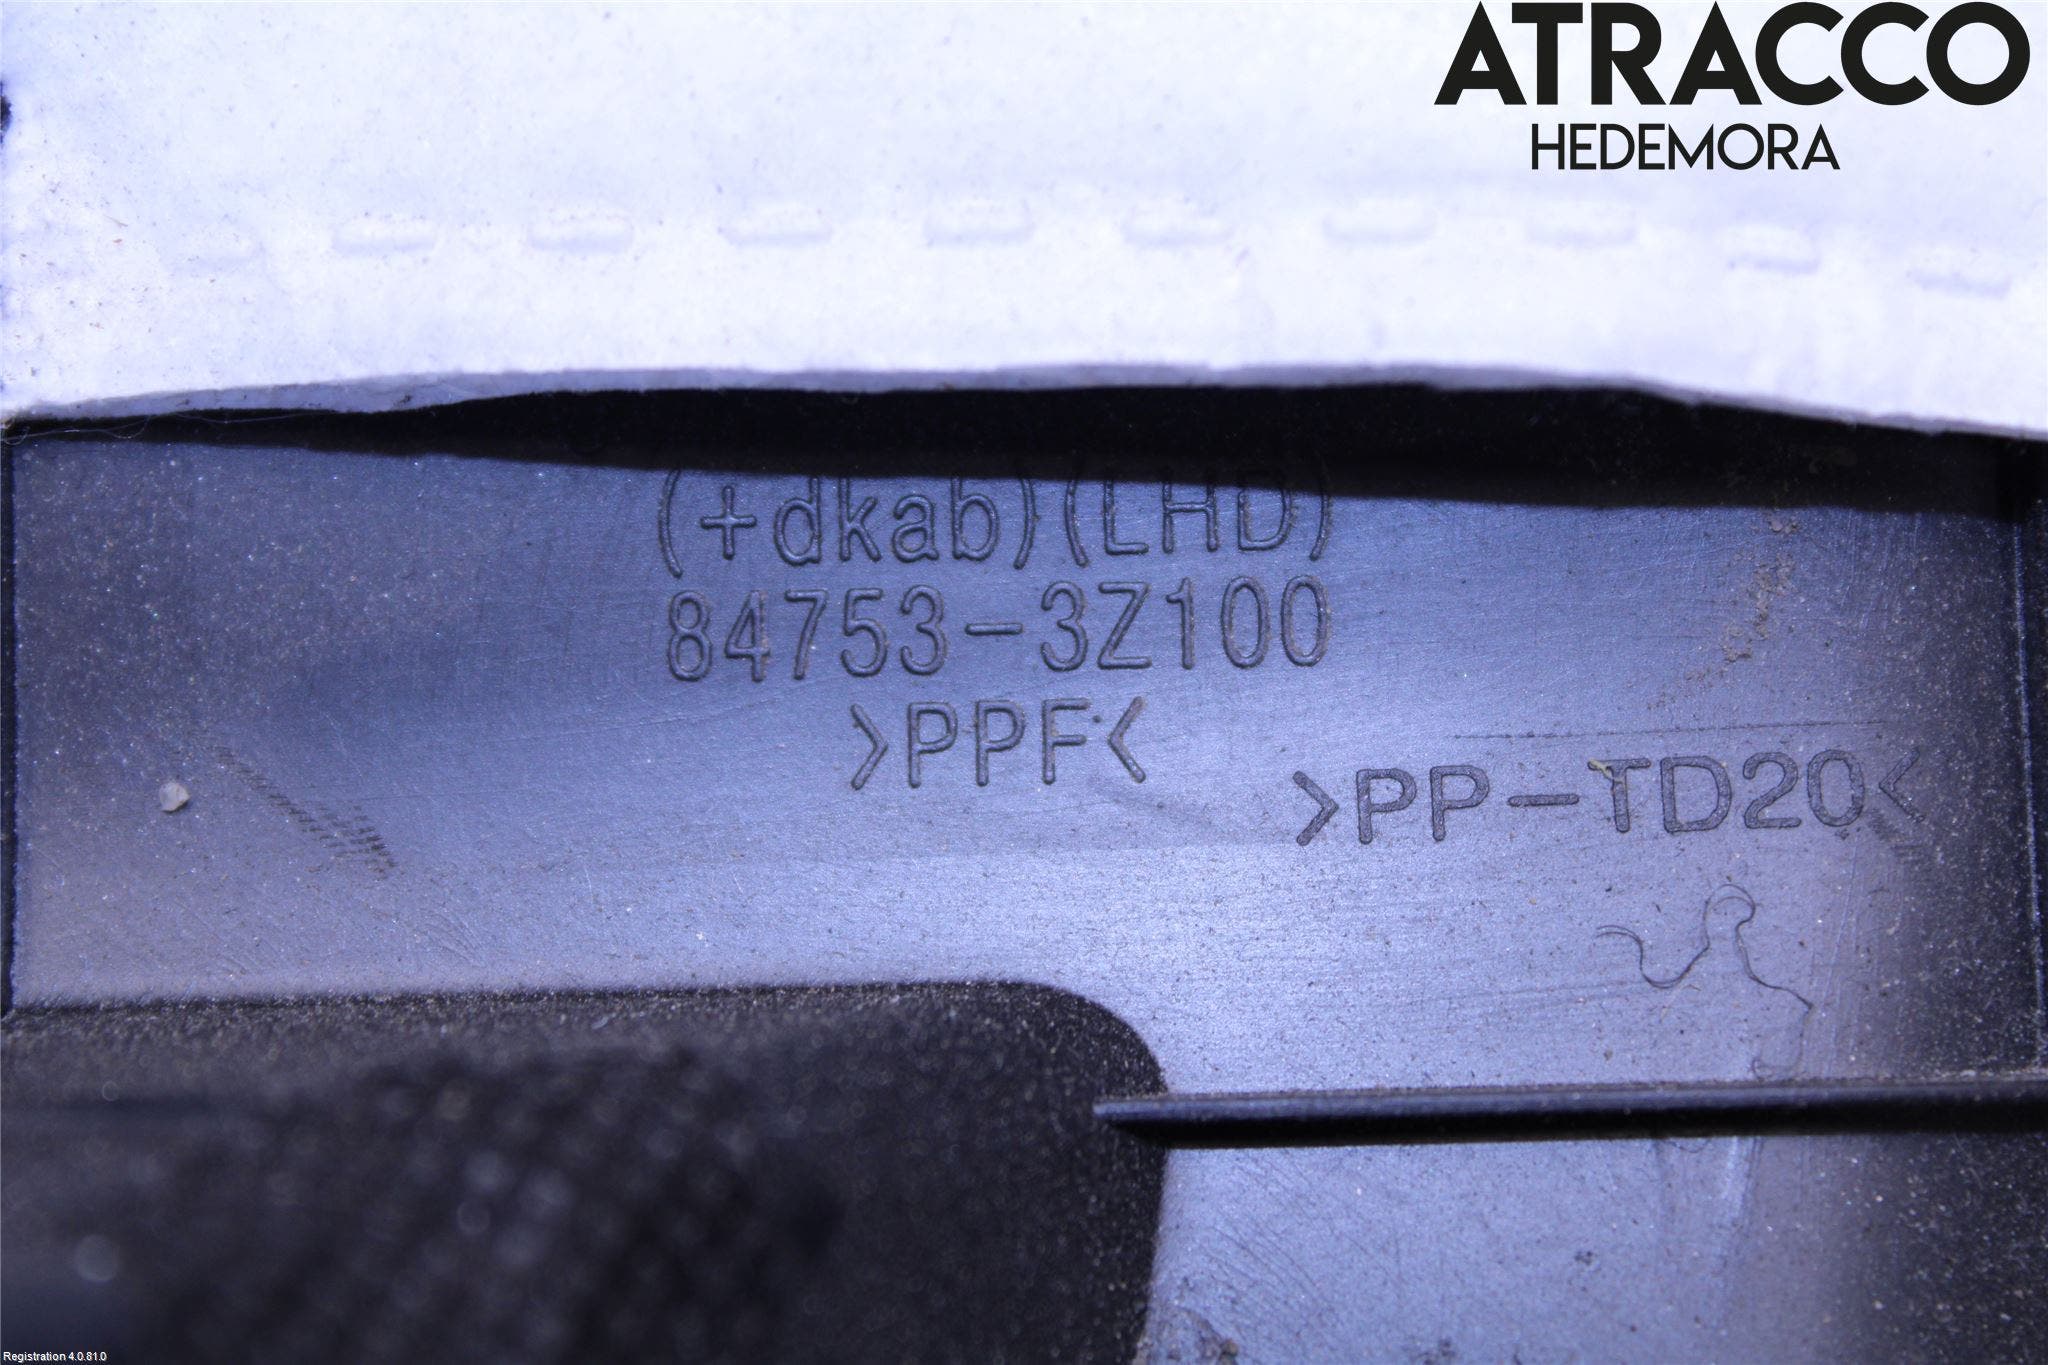 ATRACCO
HEDEMORA
(+dkab)(LHD)
84753-3Z100
>PPF<
>PP-TD20<
Registration 4.0.81.0